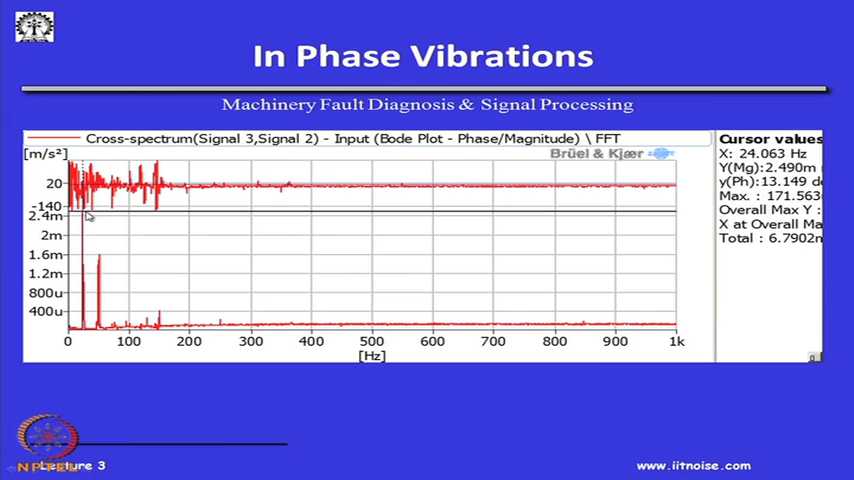 In Phase Vibrations
Machinery Fault Diagnosis & Signal Processing
Cross-spectrum(Signal 3,Signal 2) - Input (Bode Plot - Phase/Magnitude) \ FFT
[m/s²]
Brüel & Kjær
20
-140
2.4m
2m
1.6m
1.2m
800u
400u
0 100 200 300 400 500 600 700 800 900 1k
[Hz]
Cursor values
X: 24.063 Hz
Y(Mg):2.490m
y(Ph):13.149 de
Max. : 171.563
Overall Max Y :
X at Overall Ma
Total : 6.7902m
NPTEL
Lecture 3
www.iitnoise.com